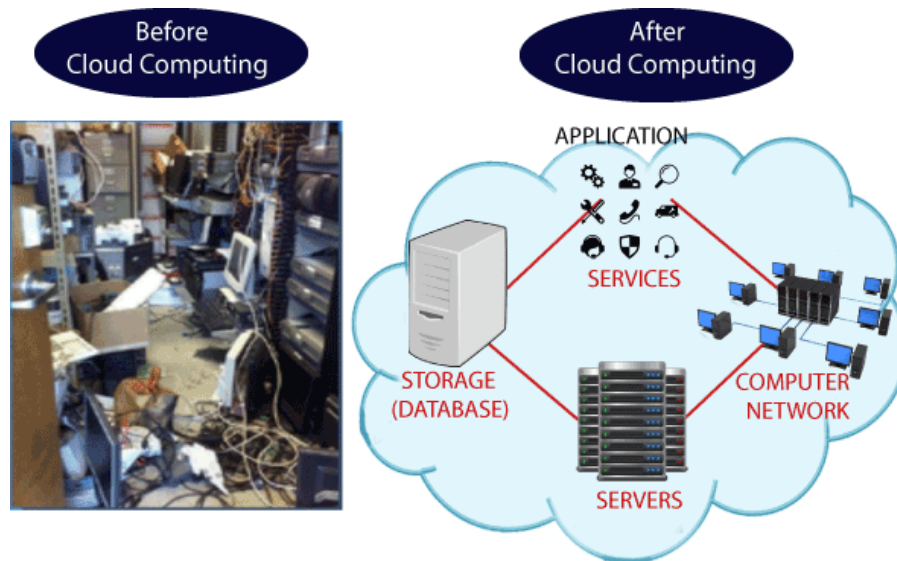 Before
Cloud Computing
After
Cloud Computing
APPLICATION
SERVICES
STORAGE
(DATABASE)
COMPUTER
NETWORK
SERVERS